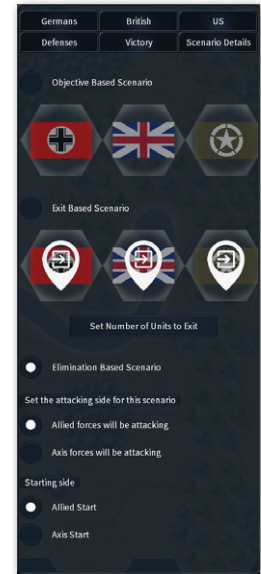 Germans
British
US
Defenses
Victory
Scenario Details
Objective Based Scenario
Exit Based Scenario
Set Number of Units to Exit
Elimination Based Scenario
Set the attacking side for this scenario
Allied forces will be attacking
Axis forces will be attacking
Starting side
Allied Start
Axis Start